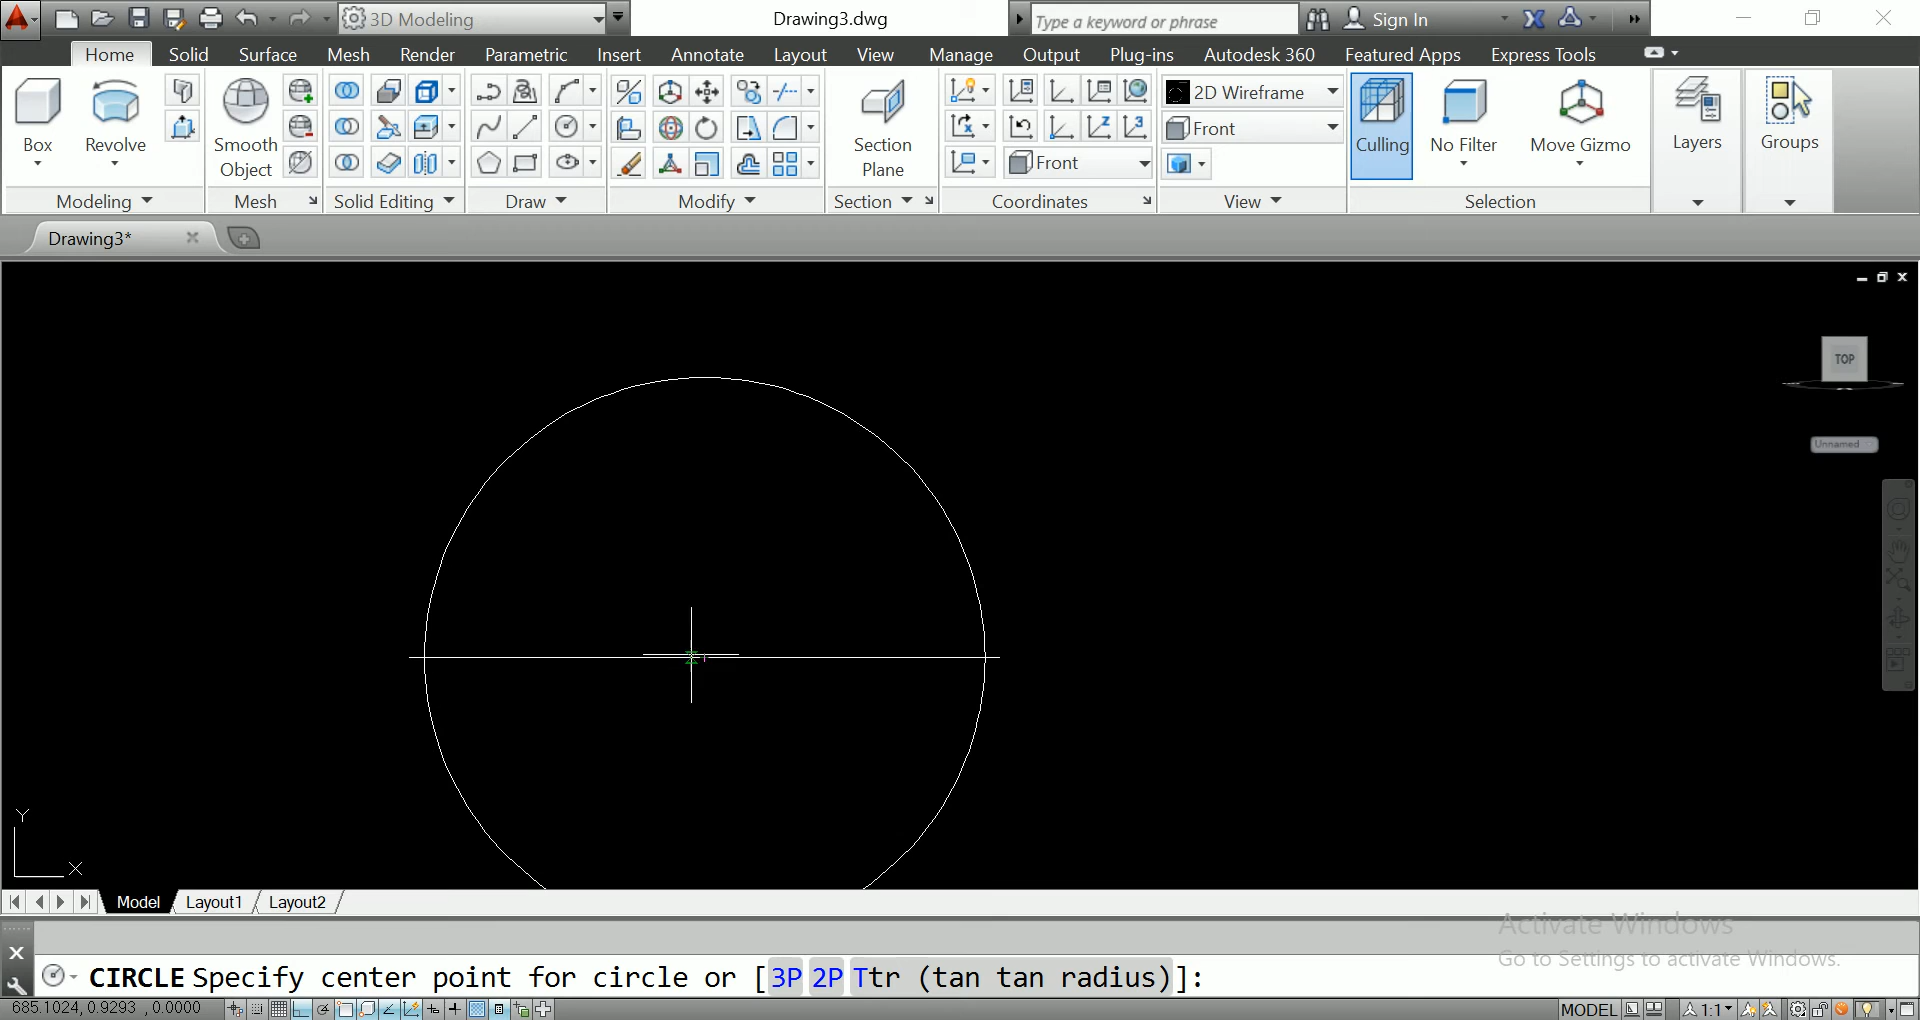 3D Modeling
Drawing3.dwg
Type a keyword or phrase
Sign In
Home Solid Surface Mesh Render Parametric Insert Annotate Layout View Manage Output Plug-ins Autodesk 360 Featured Apps Express Tools
Box
Revolve
Smooth
Object
Section
Plane
2D Wireframe
Front
Front
Culling
No Filter
Move Gizmo
Layers
Groups
Modeling Mesh Solid Editing Draw Modify Section Coordinates View Selection
Drawing3*
TOP
Unnamed
Y
X
Model Layout1 Layout2
Activate Windows
Go to Settings to activate Windows.
CIRCLE Specify center point for circle or [3P 2P Ttr (tan tan radius)]:
685.1024, 0.9293 , 0.0000
MODEL
1:1